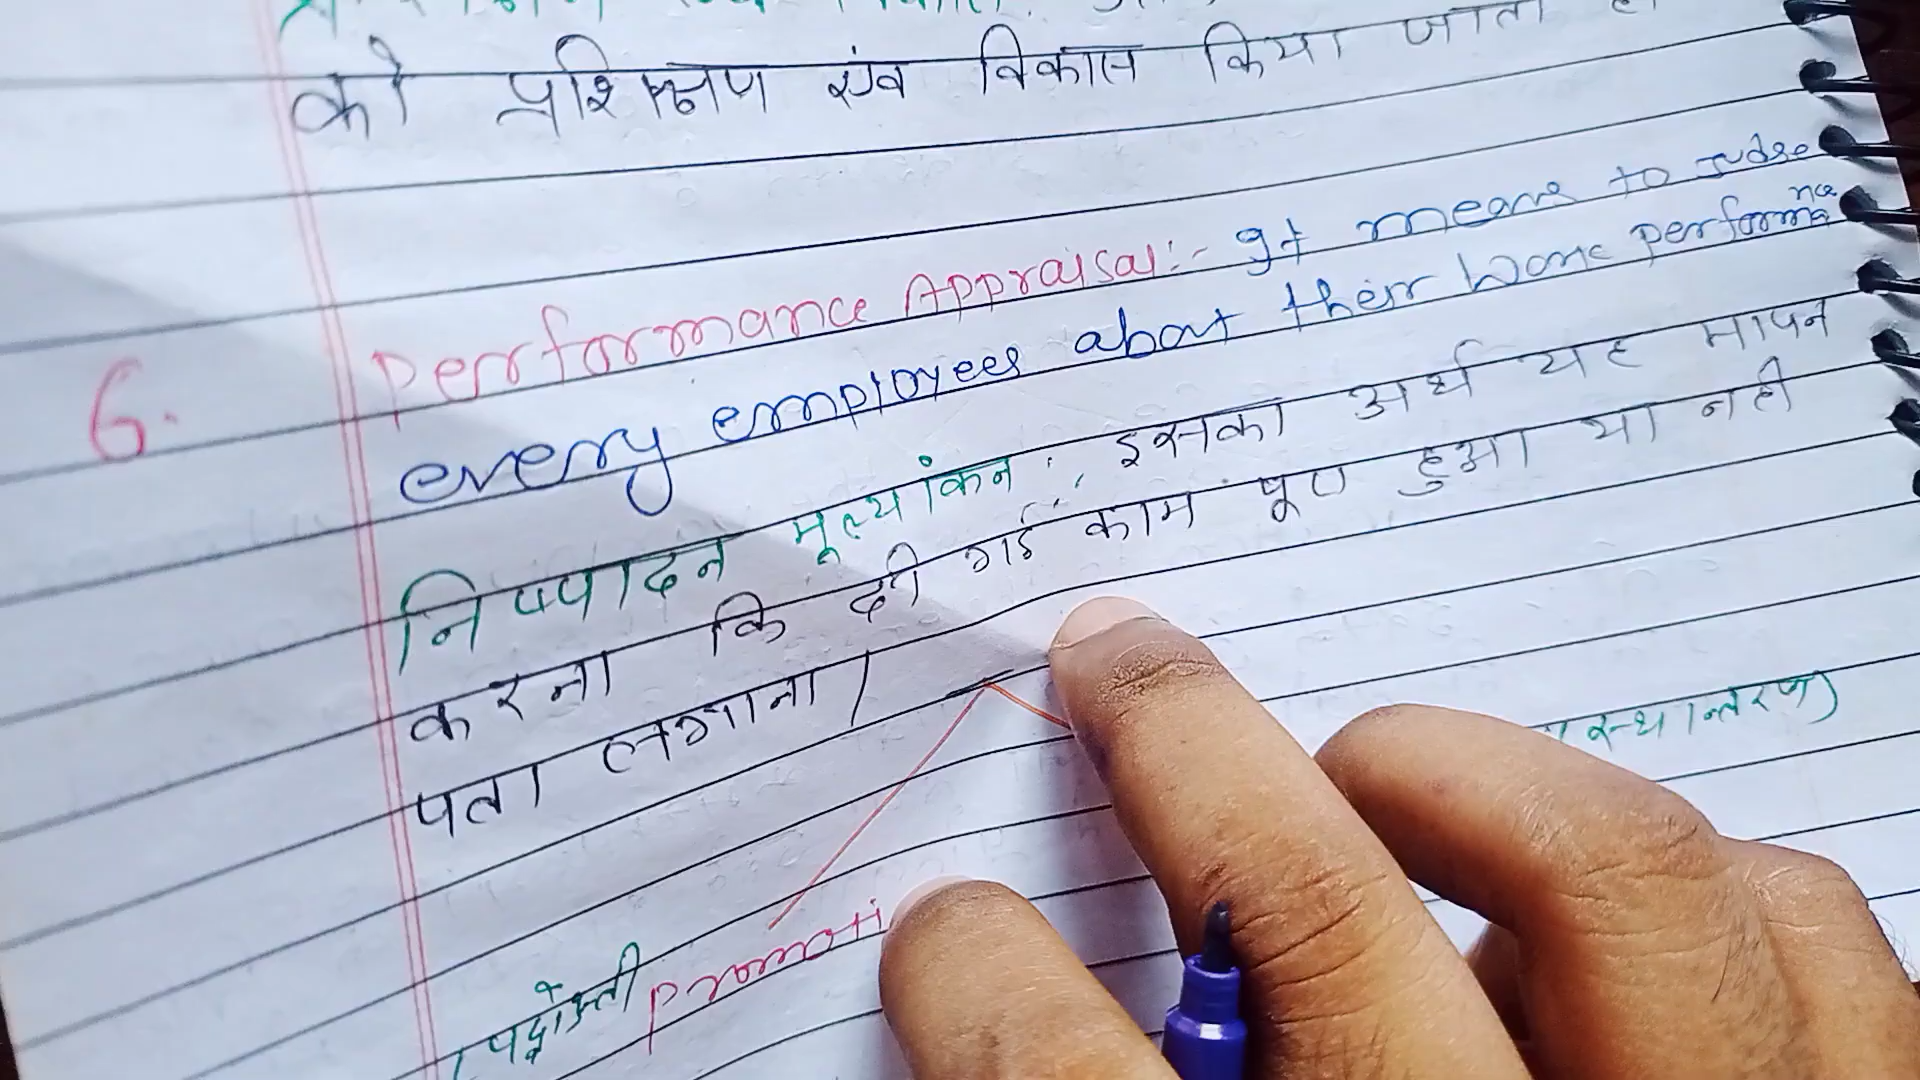 को प्रशिक्षण एंव विकास किया जाता
6. Performance Appraisal:- It means to Judge
every employees about their Work performance
निष्पादन मूल्यांकन : इसका अर्थ यह मापन
करना कि दी गई काम पूर्ण हुआ या नही
पता लगाना।
स्थान्तरण)
(पद्दोन्नती promoti